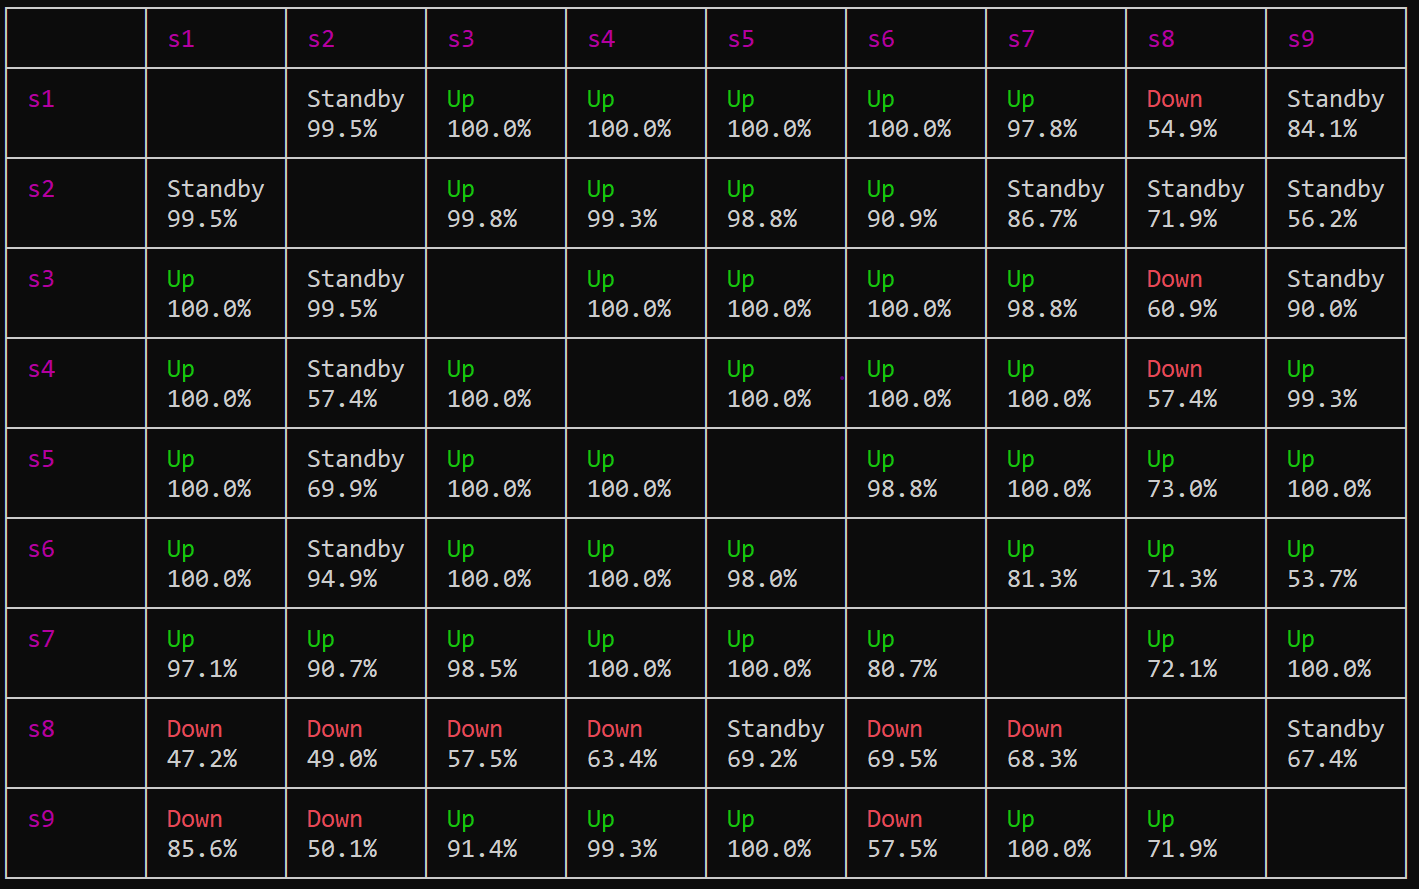 s1 s2 s3 s4 s5 s6 s7 s8 s9
s1 Standby Up Up Up Up Up Down Standby
99.5% 100.0% 100.0% 100.0% 100.0% 97.8% 54.9% 84.1%
s2 Standby Up Up Up Up Standby Standby Standby
99.5% 99.8% 99.3% 98.8% 90.9% 86.7% 71.9% 56.2%
s3 Up Standby Up Up Up Up Down Standby
100.0% 99.5% 100.0% 100.0% 100.0% 98.8% 60.9% 90.0%
s4 Up Standby Up Up Up Up Down Up
100.0% 57.4% 100.0% 100.0% 100.0% 100.0% 57.4% 99.3%
s5 Up Standby Up Up Up Up Up Up
100.0% 69.9% 100.0% 100.0% 98.8% 100.0% 73.0% 100.0%
s6 Up Standby Up Up Up Up Up Up
100.0% 94.9% 100.0% 100.0% 98.0% 81.3% 71.3% 53.7%
s7 Up Up Up Up Up Up Up Up
97.1% 90.7% 98.5% 100.0% 100.0% 80.7% 72.1% 100.0%
s8 Down Down Down Down Standby Down Down Standby
47.2% 49.0% 57.5% 63.4% 69.2% 69.5% 68.3% 67.4%
s9 Down Down Up Up Up Down Up Up
85.6% 50.1% 91.4% 99.3% 100.0% 57.5% 100.0% 71.9%